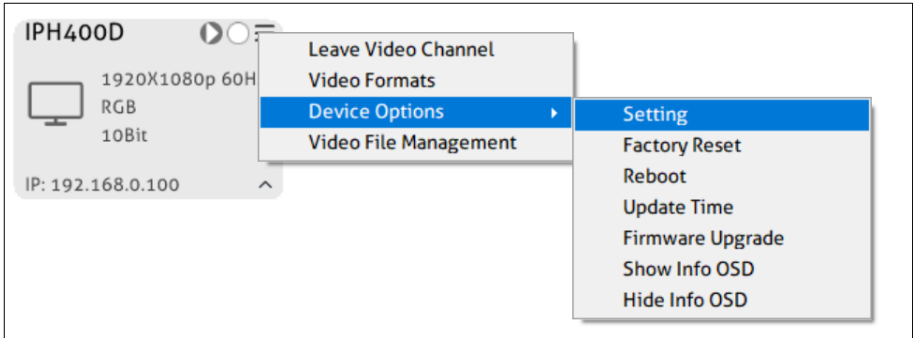 IPH400D
1920X1080p 60H
RGB
10Bit
IP: 192.168.0.100
Leave Video Channel
Video Formats
Device Options
Video File Management
Setting
Factory Reset
Reboot
Update Time
Firmware Upgrade
Show Info OSD
Hide Info OSD